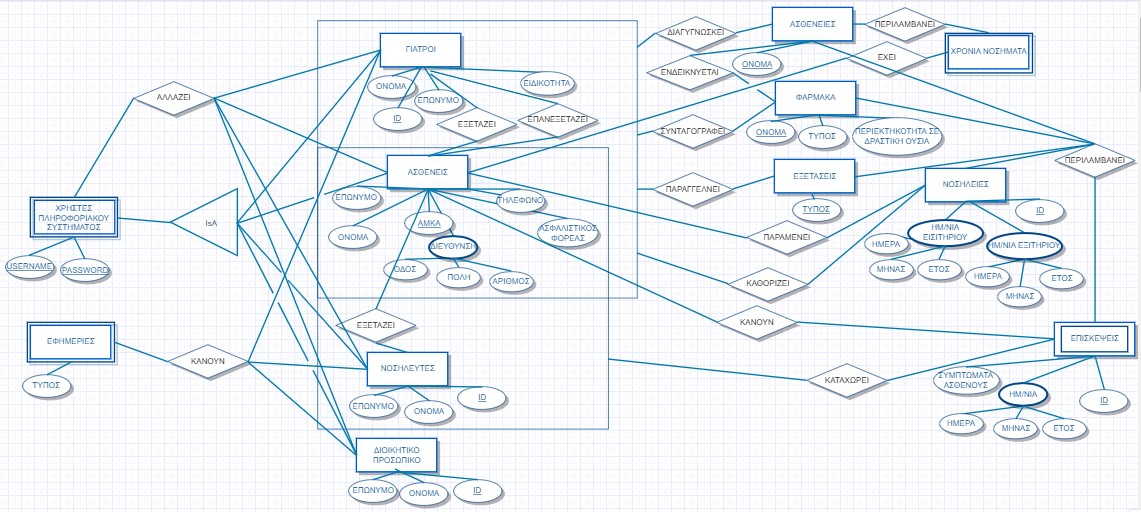 ΑΣΘΕΝΕΙΕΣ
ΠΕΡΙΛΑΜΒΑΝΕΙ
ΔΙΑΓΥΓΝΩΣΚΕΙ
ΓΙΑΤΡΟΙ
ΧΡΟΝΙΑ ΝΟΣΗΜΑΤΑ
ΕΧΕΙ
ΟΝΟΜΑ
ΕΝΔΕΙΚΝΥΕΤΑΙ
ΟΝΟΜΑ
ΕΠΩΝΥΜΟ
ΕΙΔΙΚΟΤΗΤΑ
ΑΛΛΑΖΕΙ
ΦΑΡΜΑΚΑ
ID
ΕΞΕΤΑΖΕΙ
ΕΠΑΝΕΞΕΤΑΖΕΙ
ΣΥΝΤΑΓΟΓΡΑΦΕΙ
ΟΝΟΜΑ
ΤΥΠΟΣ
ΠΕΡΙΕΚΤΗΚΟΤΗΤΑ ΣΕ
ΔΡΑΣΤΙΚΗ ΟΥΣΙΑ
ΠΕΡΙΛΑΜΒΑΝΕΙ
ΑΣΘΕΝΕΙΣ
ΕΞΕΤΑΣΕΙΣ
ΝΟΣΗΛΕΙΕΣ
ΠΑΡΑΓΓΕΛΝΕΙ
ΕΠΩΝΥΜΟ
ΤΗΛΕΦΩΝΟ
ΤΥΠΟΣ
ID
ΧΡΗΣΤΕΣ
ΠΛΗΡΟΦΟΡΙΑΚΟΥ
ΣΥΣΤΗΜΑΤΟΣ
IsA
ΑΜΚΑ
ΑΣΦΑΛΙΣΤΙΚΟΣ
ΦΟΡΕΑΣ
ΟΝΟΜΑ
ΔΙΕΥΘΥΝΣΗ
ΠΑΡΑΜΕΝΕΙ
ΗΜ/ΝΙΑ
ΕΙΣΙΤΗΡΙΟΥ
ΗΜΕΡΑ
ΗΜ/ΝΙΑ ΕΞΙΤΗΡΙΟΥ
USERNAME
PASSWORD
ΟΔΟΣ
ΠΟΛΗ
ΑΡΙΘΜΟΣ
ΜΗΝΑΣ
ΕΤΟΣ
ΗΜΕΡΑ
ΕΤΟΣ
ΚΑΘΟΡΙΖΕΙ
ΜΗΝΑΣ
ΕΞΕΤΑΖΕΙ
ΚΑΝΟΥΝ
ΕΦΗΜΕΡΙΕΣ
ΕΠΙΣΚΕΨΕΙΣ
ΚΑΝΟΥΝ
ΝΟΣΗΛΕΥΤΕΣ
ΤΥΠΟΣ
ΚΑΤΑΧΩΡΕΙ
ΣΥΜΠΤΩΜΑΤΑ
ΑΣΘΕΝΟΥΣ
ΗΜ/ΝΙΑ
ID
ΕΠΩΝΥΜΟ
ΟΝΟΜΑ
ID
ΗΜΕΡΑ
ΜΗΝΑΣ
ΕΤΟΣ
ΔΙΟΙΚΗΤΙΚΟ
ΠΡΟΣΩΠΙΚΟ
ΕΠΩΝΥΜΟ
ΟΝΟΜΑ
ID